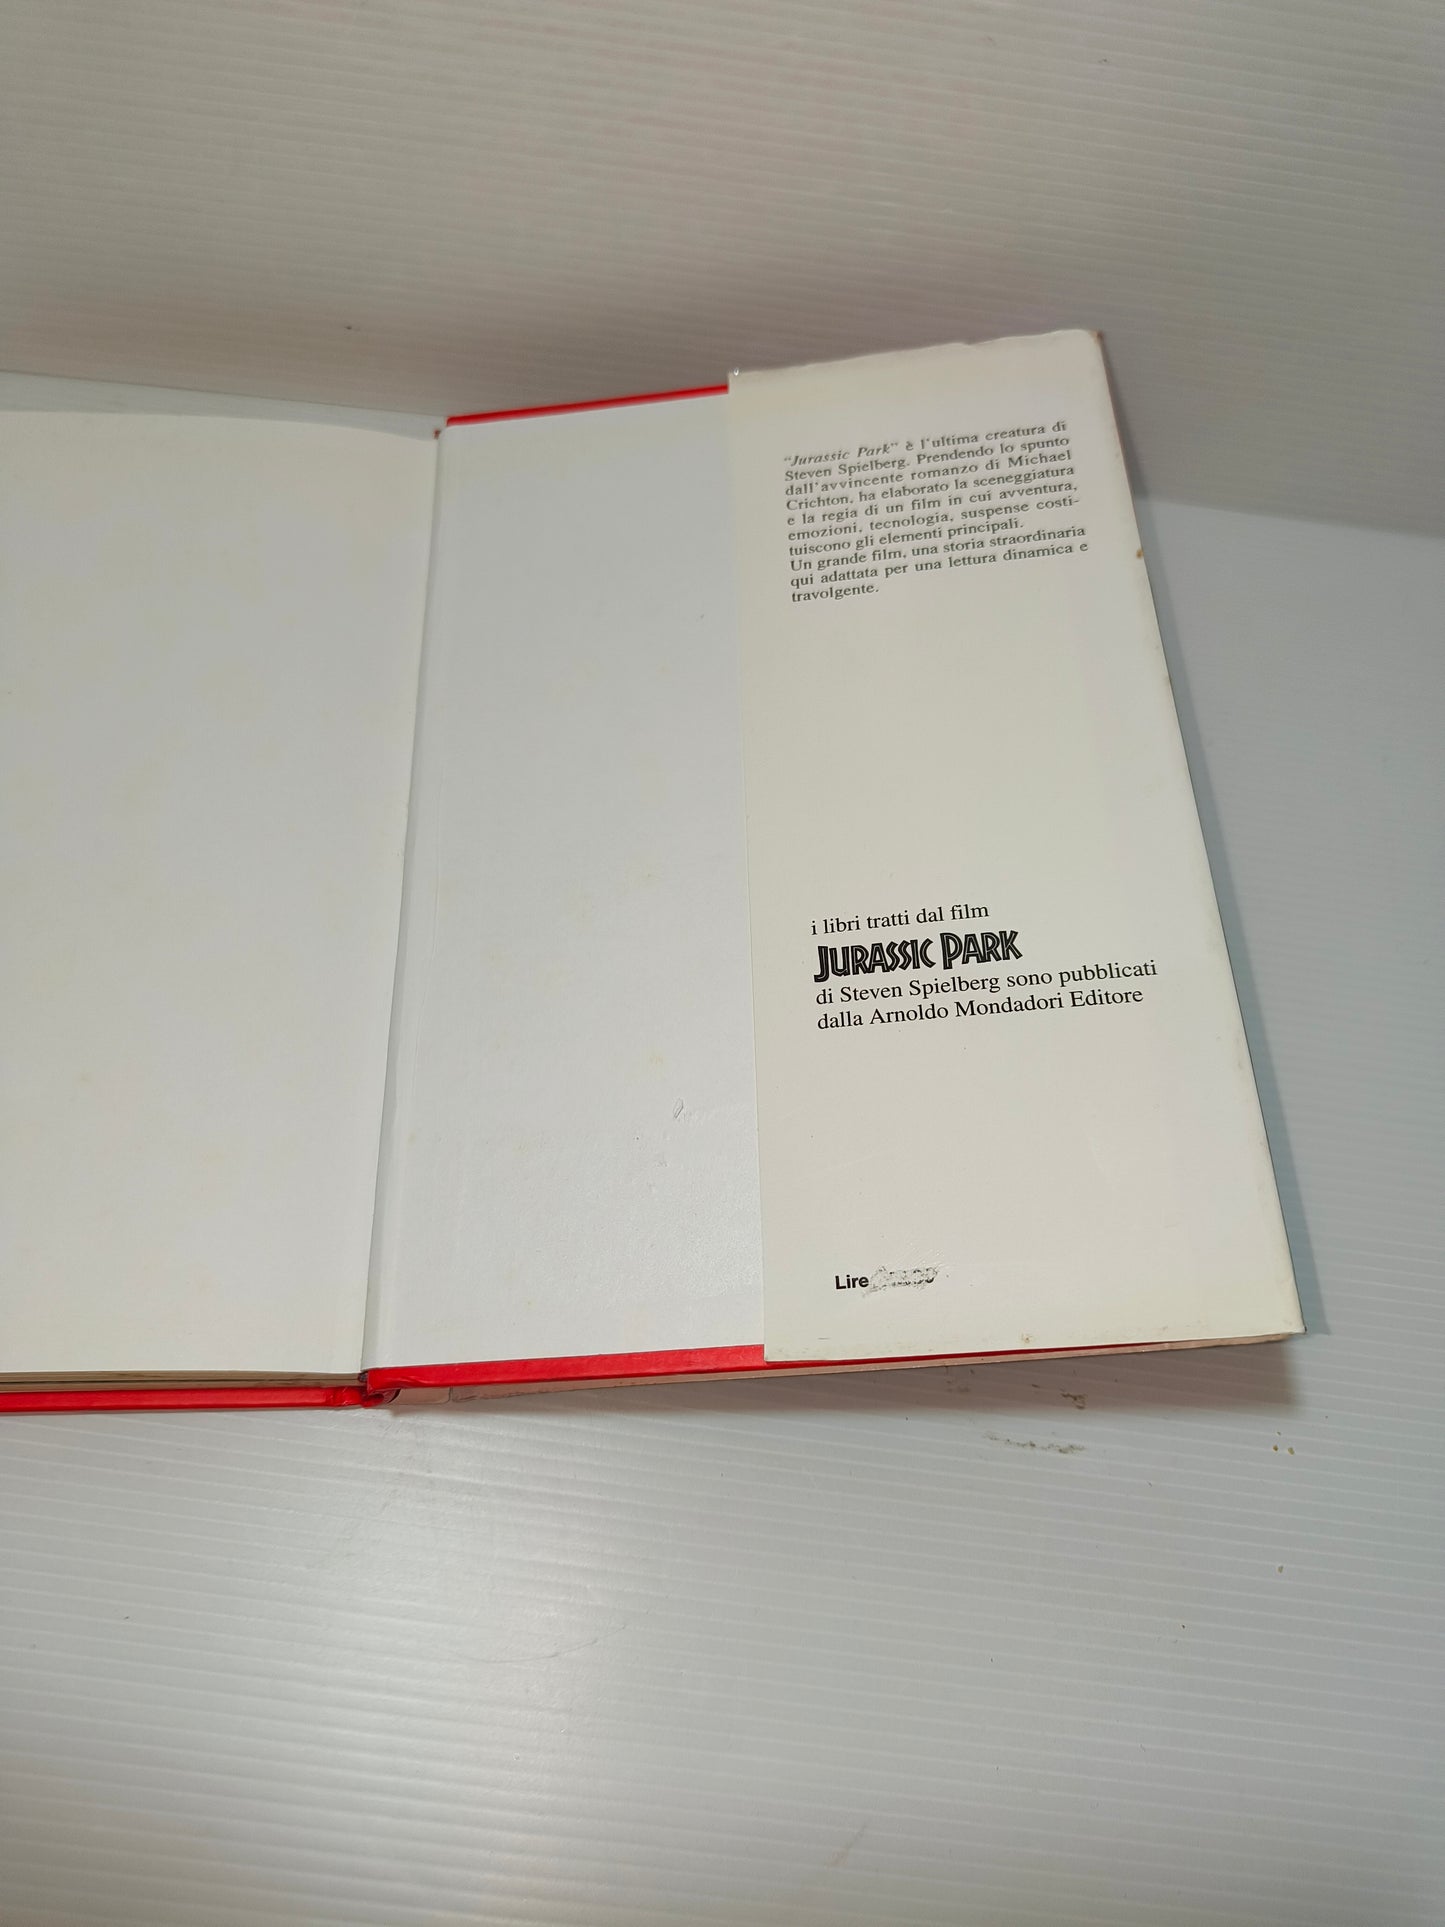 “Jurassic Park” è l'ultima creatura di
Steven Spielberg. Prendendo lo spunto
dall'avvincente romanzo di Michael
Crichton, ha elaborato la sceneggiatura
e la regia di un film in cui avventura,
emozioni, tecnologia, suspense costi-
tuiscono gli elementi principali.
Un grande film, una storia straordinaria
qui adattata per una lettura dinamica e
travolgente.
i libri tratti dal film
JURASSIC PARK
di Steven Spielberg sono pubblicati
dalla Arnoldo Mondadori Editore
Lire